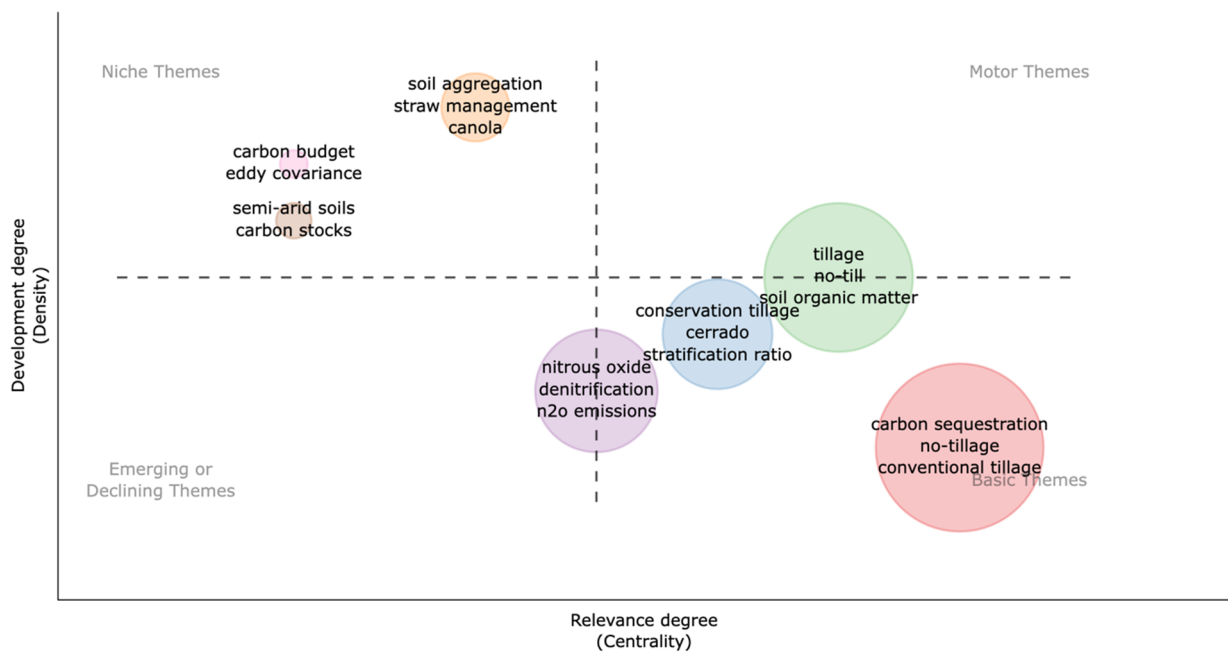 Niche Themes
Motor Themes
soil aggregation
straw management
canola
carbon budget
eddy covariance
semi-arid soils
carbon stocks
tillage
no-till
soil organic matter
conservation tillage
cerrado
stratification ratio
nitrous oxide
denitrification
n2o emissions
carbon sequestration
no-tillage
conventional tillage
Basic Themes
Emerging or
Declining Themes
Development degree
(Density)
Relevance degree
(Centrality)